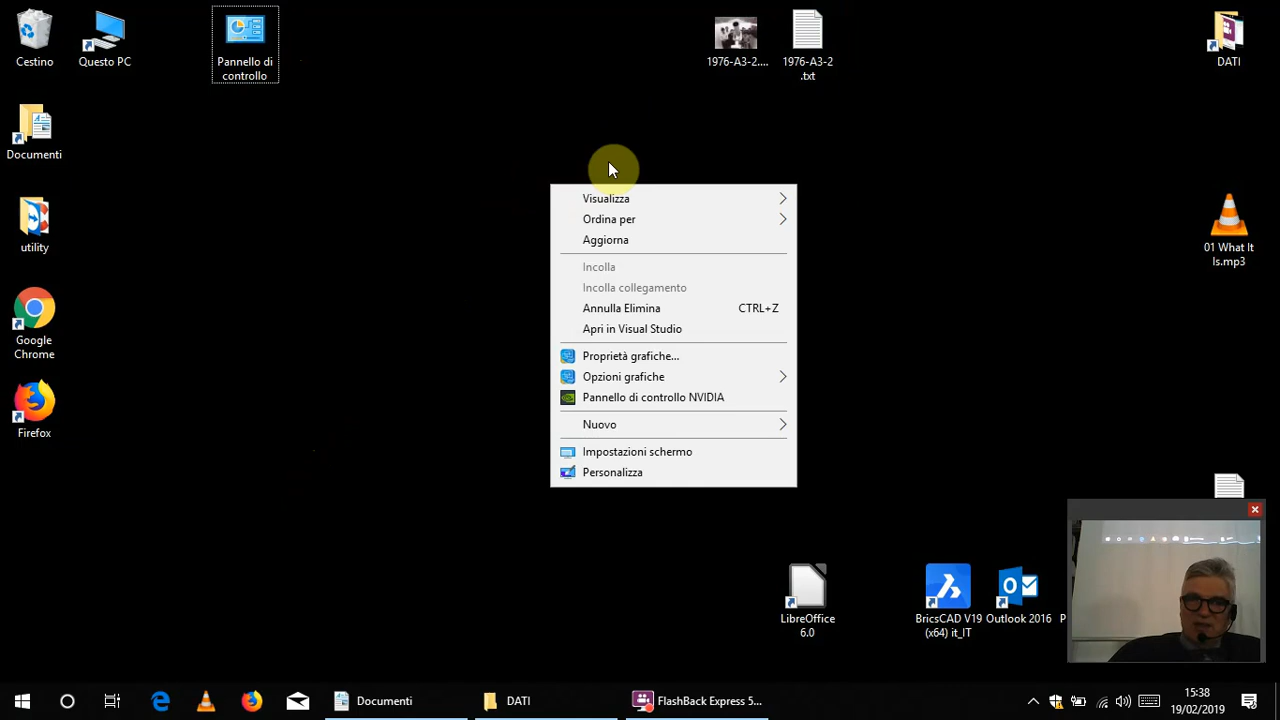 Cestino
Questo PC
Pannello di
controllo
1976-A3-2....
1976-A3-2
.txt
DATI
Documenti
utility
Google
Chrome
Firefox
Visualizza
Ordina per
Aggiorna
Incolla
Incolla collegamento
Annulla Elimina CTRL+Z
Apri in Visual Studio
Proprietà grafiche...
Opzioni grafiche
Pannello di controllo NVIDIA
Nuovo
Impostazioni schermo
Personalizza
01 What It
Is.mp3
LibreOffice
6.0
BricsCAD V19
(x64) it_IT
Outlook 2016
P
Documenti
DATI
FlashBack Express 5...
15:38
19/02/2019